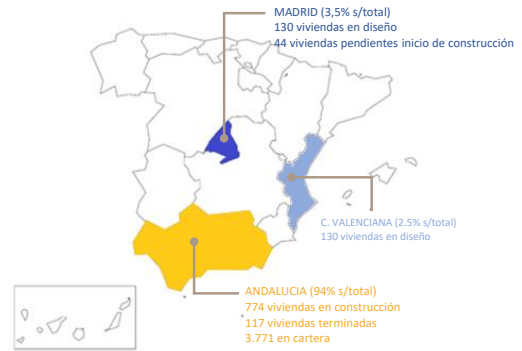 MADRID (3,5% s/total)
130 viviendas en diseño
44 viviendas pendientes inicio de construcción
C. VALENCIANA (2.5% s/total)
130 viviendas en diseño
ANDALUCIA (94% s/total)
774 viviendas en construcción
117 viviendas terminadas
3.771 en cartera